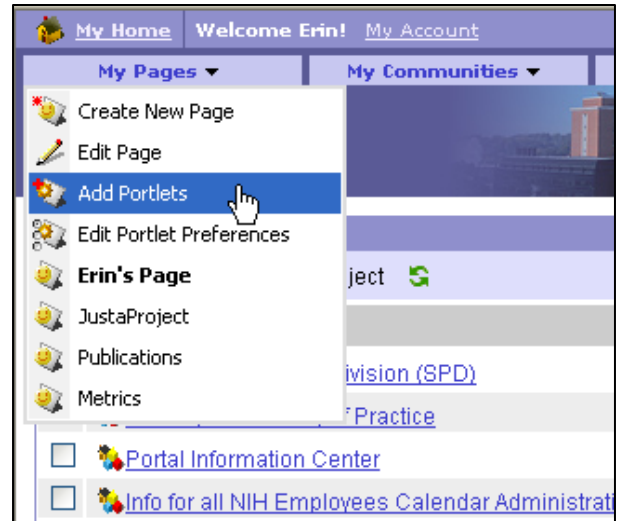 My Home Welcome Erin! My Account
My Pages My Communities
Create New Page
Edit Page
Add Portlets
Edit Portlet Preferences
Erin's Page
ject
JustaProject
Publications
ivision (SPD)
Metrics
f Practice
Portal Information Center
Info for all NIH Employees Calendar Administrati